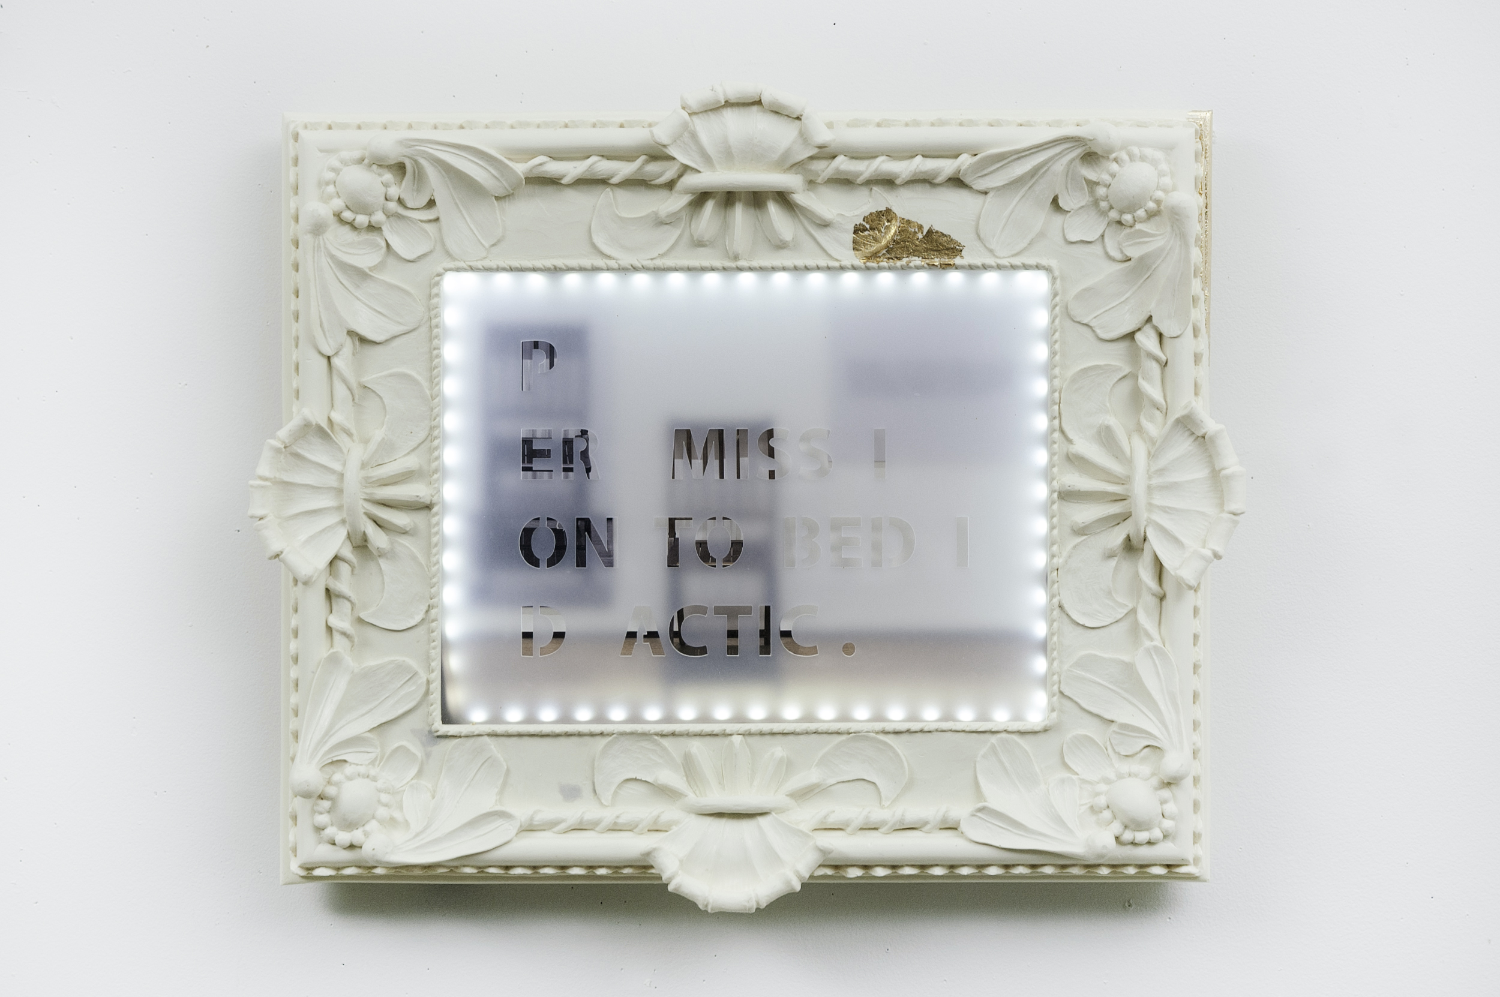 P
ER MISS I
ON TO BED I
D ACTIC.